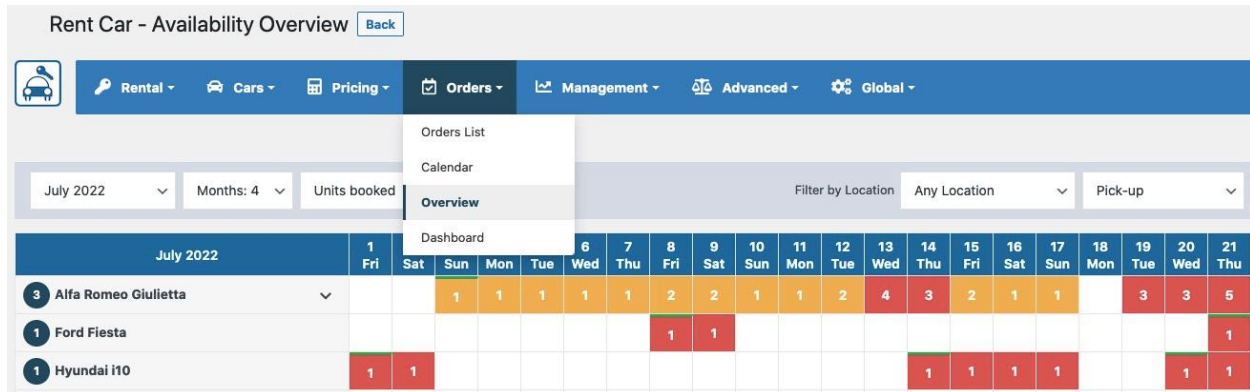 Rent Car - Availability Overview Back
Rental Cars Pricing Orders Management Advanced Global
Orders List
Calendar
Overview
Dashboard
July 2022 Months: 4 Units booked Filter by Location Any Location Pick-up
July 2022 1 6 7 8 9 10 11 12 13 14 15 16 17 18 19 20 21
Fri Sat Sun Mon Tue Wed Thu Fri Sat Sun Mon Tue Wed Thu Fri Sat Sun Mon Tue Wed Thu
3 Alfa Romeo Giulietta 1 1 1 1 1 2 2 1 1 2 4 3 2 1 1 3 3 5
1 Ford Fiesta 1 1 1
1 Hyundai i10 1 1 1 1 1 1 1 1